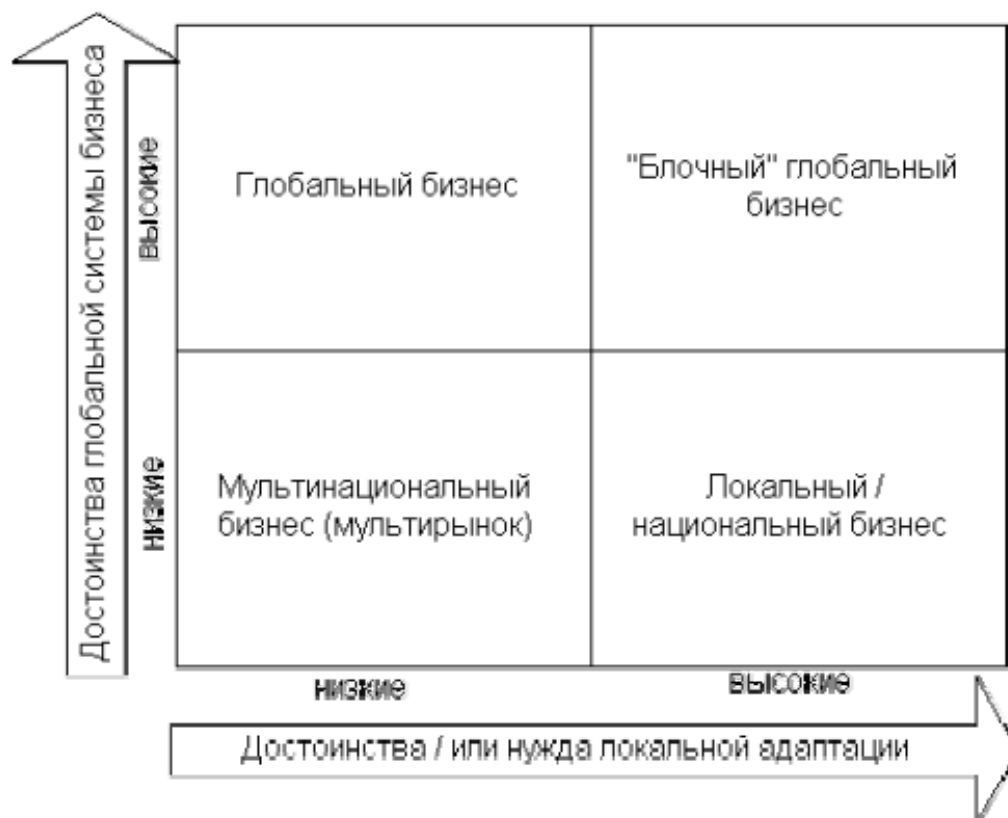 Достоинства глобальной системы бизнеса
высокие
Глобальный бизнес
"Блочный" глобальный
бизнес
низкие
Мультинациональный
бизнес (мультирынок)
Локальный /
национальный бизнес
низкие
высокие
Достоинства / или нужда локальной адаптации